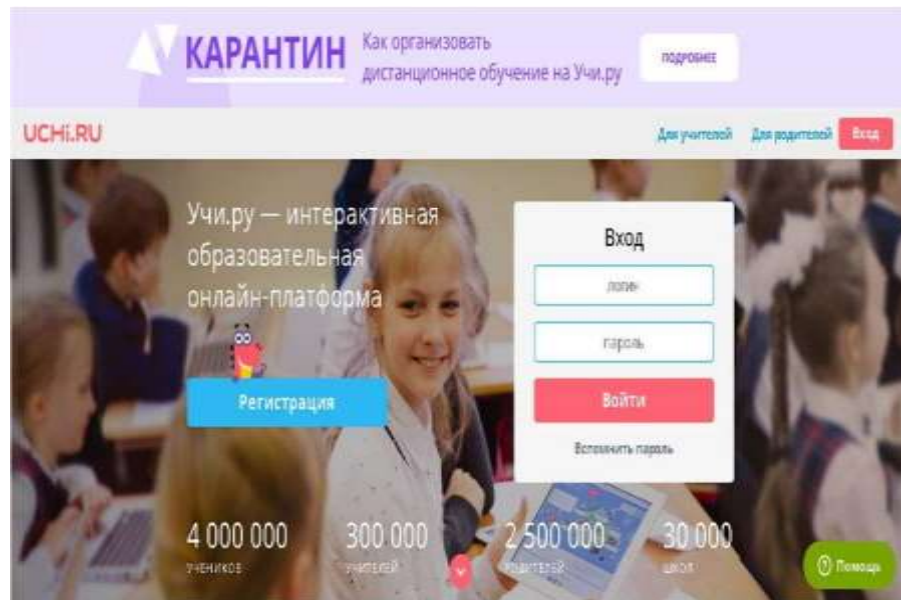 КАРАНТИН
Как организовать
дистанционное обучение на Учи.ру
ПОДРОБНЕЕ
UCHi.RU
Для учителей
Для родителей
Вход
Учи.ру — интерактивная
образовательная
онлайн-платформа
Регистрация
Вход
логин
пароль
Войти
Вспомнить пароль
4 000 000
УЧЕНИКОВ
300 000
УЧИТЕЛЕЙ
2 500 000
РОДИТЕЛЕЙ
30 000
ШКОЛ
Помощь